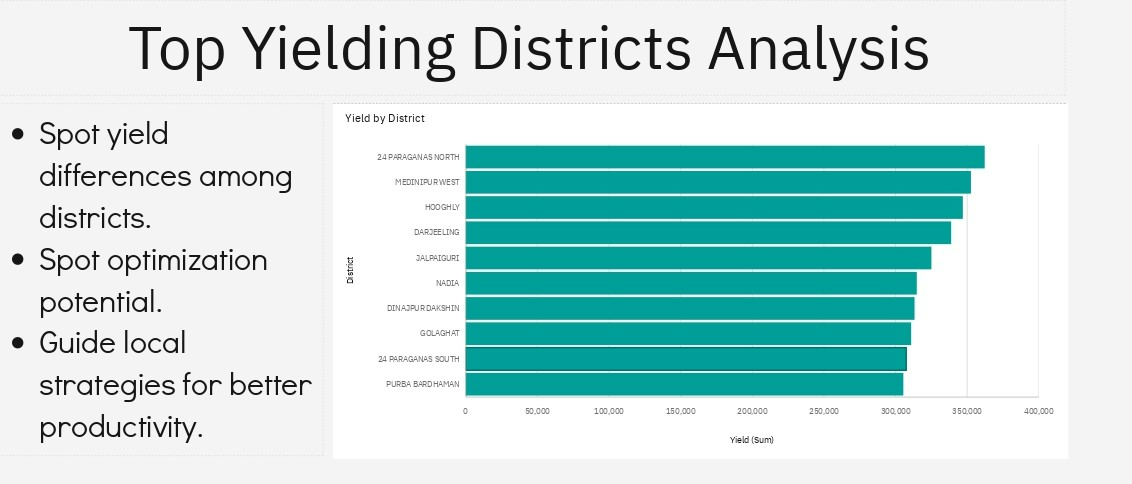 Top Yielding Districts Analysis
• Spot yield
differences among
districts.
• Spot optimization
potential.
• Guide local
strategies for better
productivity.
Yield by District
District
24 PARAGANAS NORTH
MEDINIPUR WEST
HOOGHLY
DARJEELING
JALPAIGURI
NADIA
DINAJPUR DAKSHIN
GOLAGHAT
24 PARAGANAS SOUTH
PURBA BARDHAMAN
0 50,000 100,000 150,000 200,000 250,000 300,000 350,000 400,000
Yield (Sum)